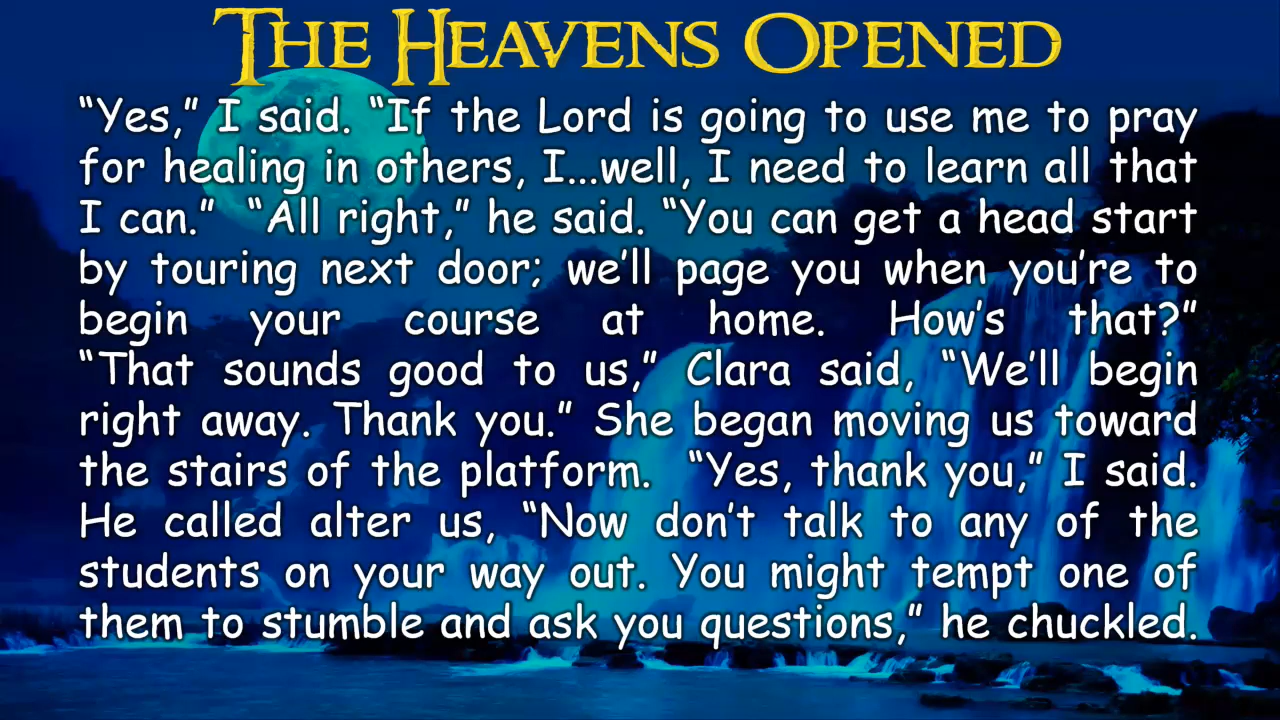 THE HEAVENS OPENED
“Yes,” I said. “If the Lord is going to use me to pray
for healing in others, I...well, I need to learn all that
I can.” “All right,” he said. “You can get a head start
by touring next door; we’ll page you when you’re to
begin your course at home. How’s that?”
“That sounds good to us,” Clara said, “We’ll begin
right away. Thank you.” She began moving us toward
the stairs of the platform. “Yes, thank you,” I said.
He called alter us, “Now don’t talk to any of the
students on your way out. You might tempt one of
them to stumble and ask you questions,” he chuckled.